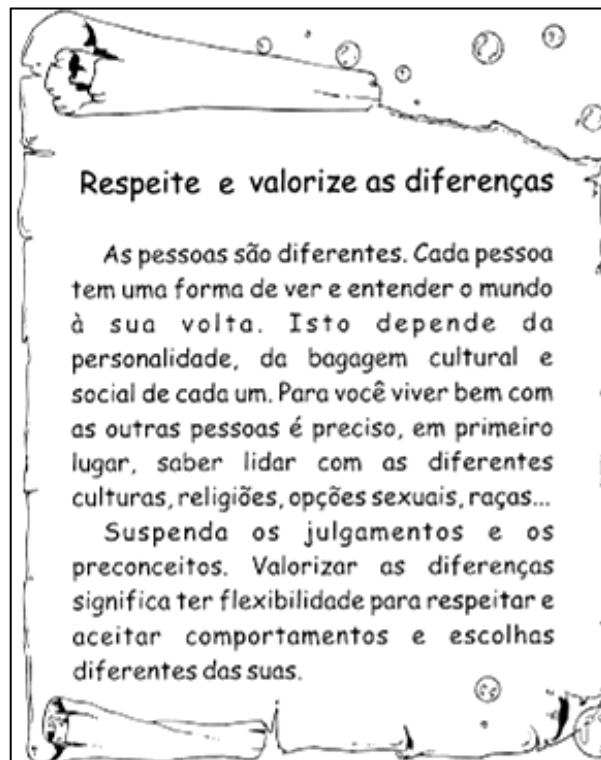 Respeite e valorize as diferenças
As pessoas são diferentes. Cada pessoa
tem uma forma de ver e entender o mundo
à sua volta. Isto depende da
personalidade, da bagagem cultural e
social de cada um. Para você viver bem com
as outras pessoas é preciso, em primeiro
lugar, saber lidar com as diferentes
culturas, religiões, opções sexuais, raças...
Suspenda os julgamentos e os
preconceitos. Valorizar as diferenças
significa ter flexibilidade para respeitar e
aceitar comportamentos e escolhas
diferentes das suas.